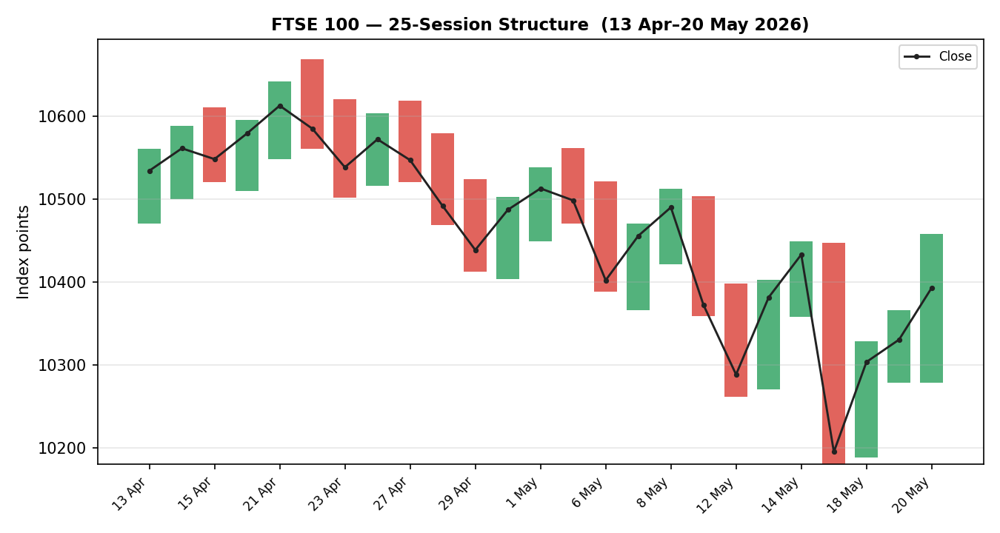 FTSE 100 — 25-Session Structure (13 Apr–20 May 2026)
Close
Index points
10600
10500
10400
10300
10200
13 Apr
15 Apr
21 Apr
23 Apr
27 Apr
29 Apr
1 May
6 May
8 May
12 May
14 May
18 May
20 May